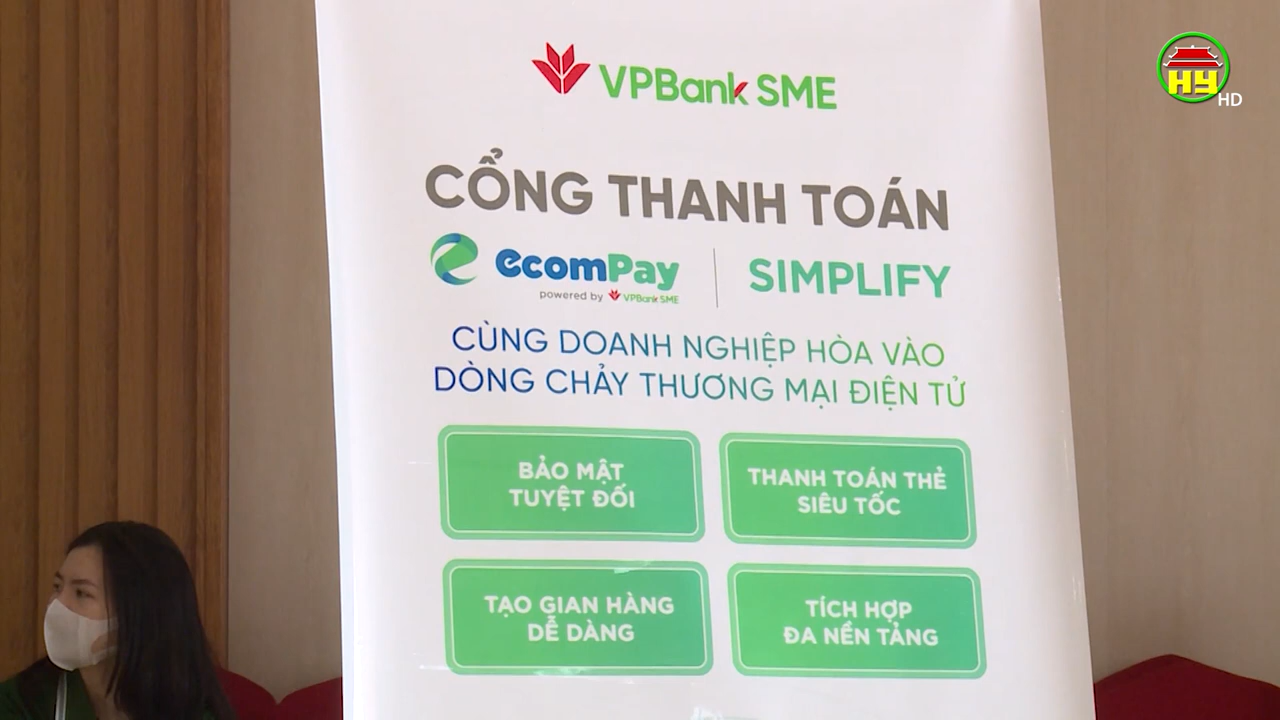 VPBank SME
HY
HD
CỔNG THANH TOÁN
ecomPay
SIMPLIFY
powered by VPBank SME
CÙNG DOANH NGHIỆP HÒA VÀO
DÒNG CHẢY THƯƠNG MẠI ĐIỆN TỬ
BẢO MẬT
TUYỆT ĐỐI
THANH TOÁN THẺ
SIÊU TỐC
TẠO GIAN HÀNG
DỄ DÀNG
TÍCH HỢP
ĐA NỀN TẢNG